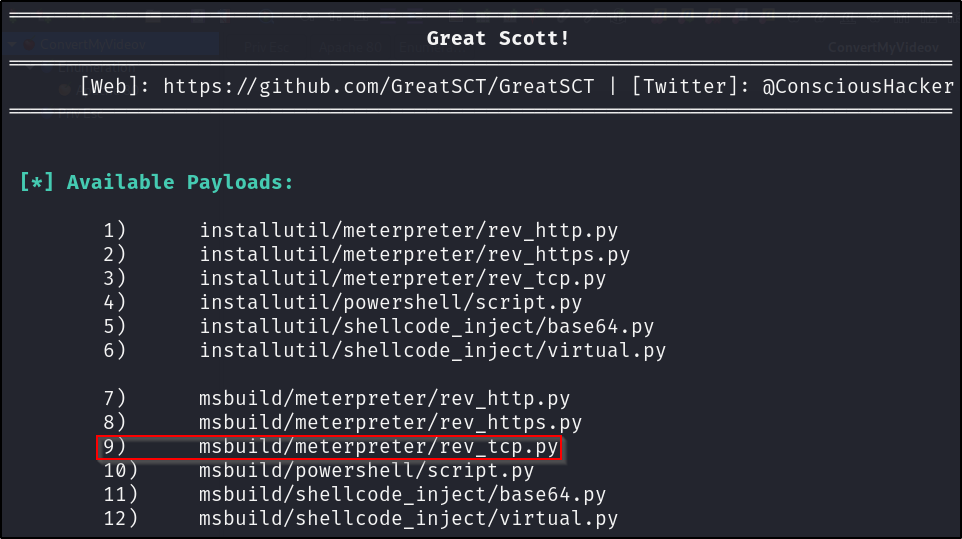 ConvertMyVideov
ConvertMyVideov
Enumeration
Great Scott!
[Web]: https://github.com/GreatSCT/GreatSCT | [Twitter]: @ConsciousHacker
[*] Available Payloads:
1) installutil/meterpreter/rev_http.py
2) installutil/meterpreter/rev_https.py
3) installutil/meterpreter/rev_tcp.py
4) installutil/powershell/script.py
5) installutil/shellcode_inject/base64.py
6) installutil/shellcode_inject/virtual.py
7) msbuild/meterpreter/rev_http.py
8) msbuild/meterpreter/rev_https.py
9) msbuild/meterpreter/rev_tcp.py
10) msbuild/powershell/script.py
11) msbuild/shellcode_inject/base64.py
12) msbuild/shellcode_inject/virtual.py